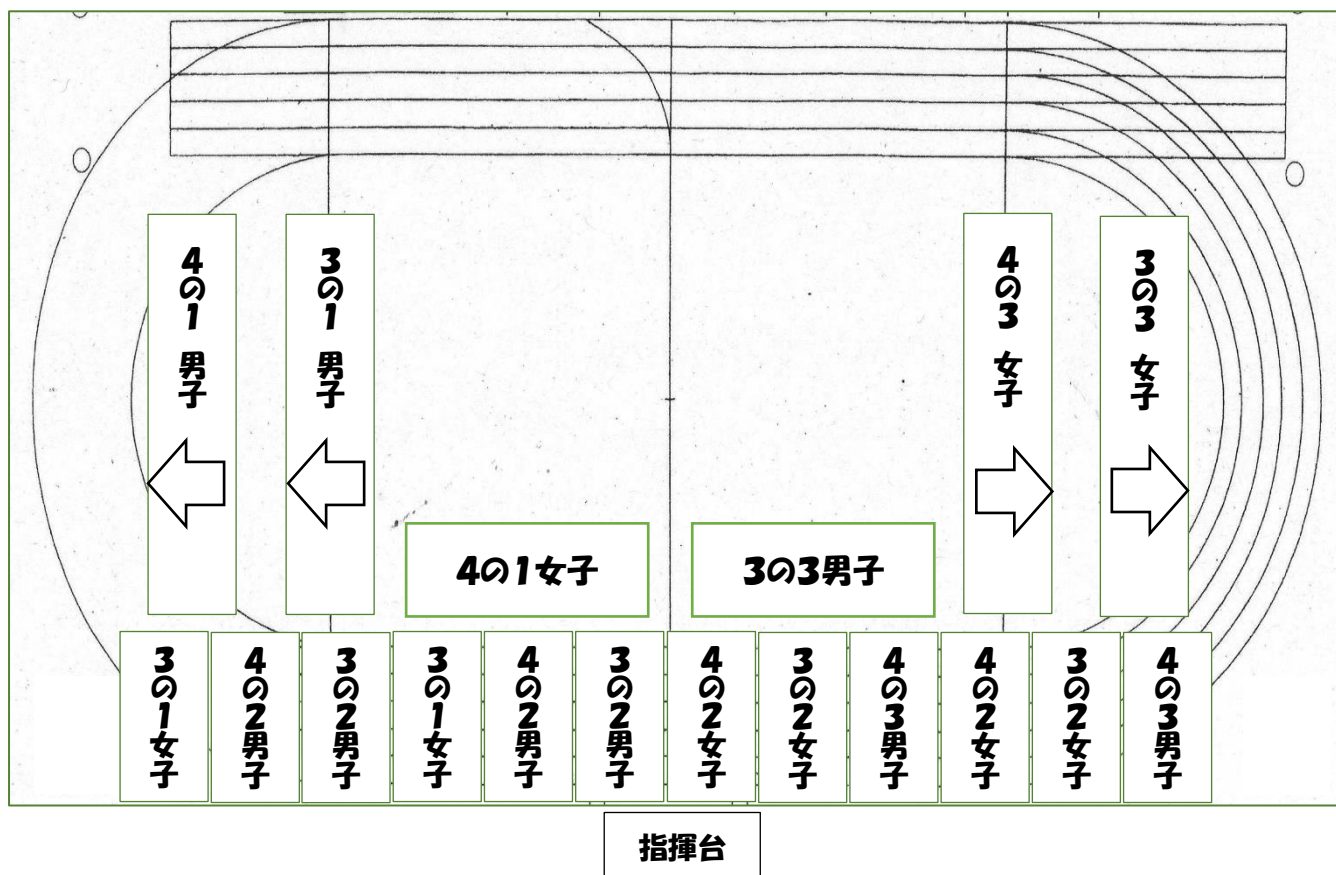 4の1 男子
3の1 男子
4の3 女子
3の3 女子
4の1女子
3の3男子
3の1女子
4の2男子
3の2男子
3の1女子
4の2男子
3の2男子
4の2女子
3の2女子
4の3男子
4の2女子
3の2女子
4の3男子
指揮台